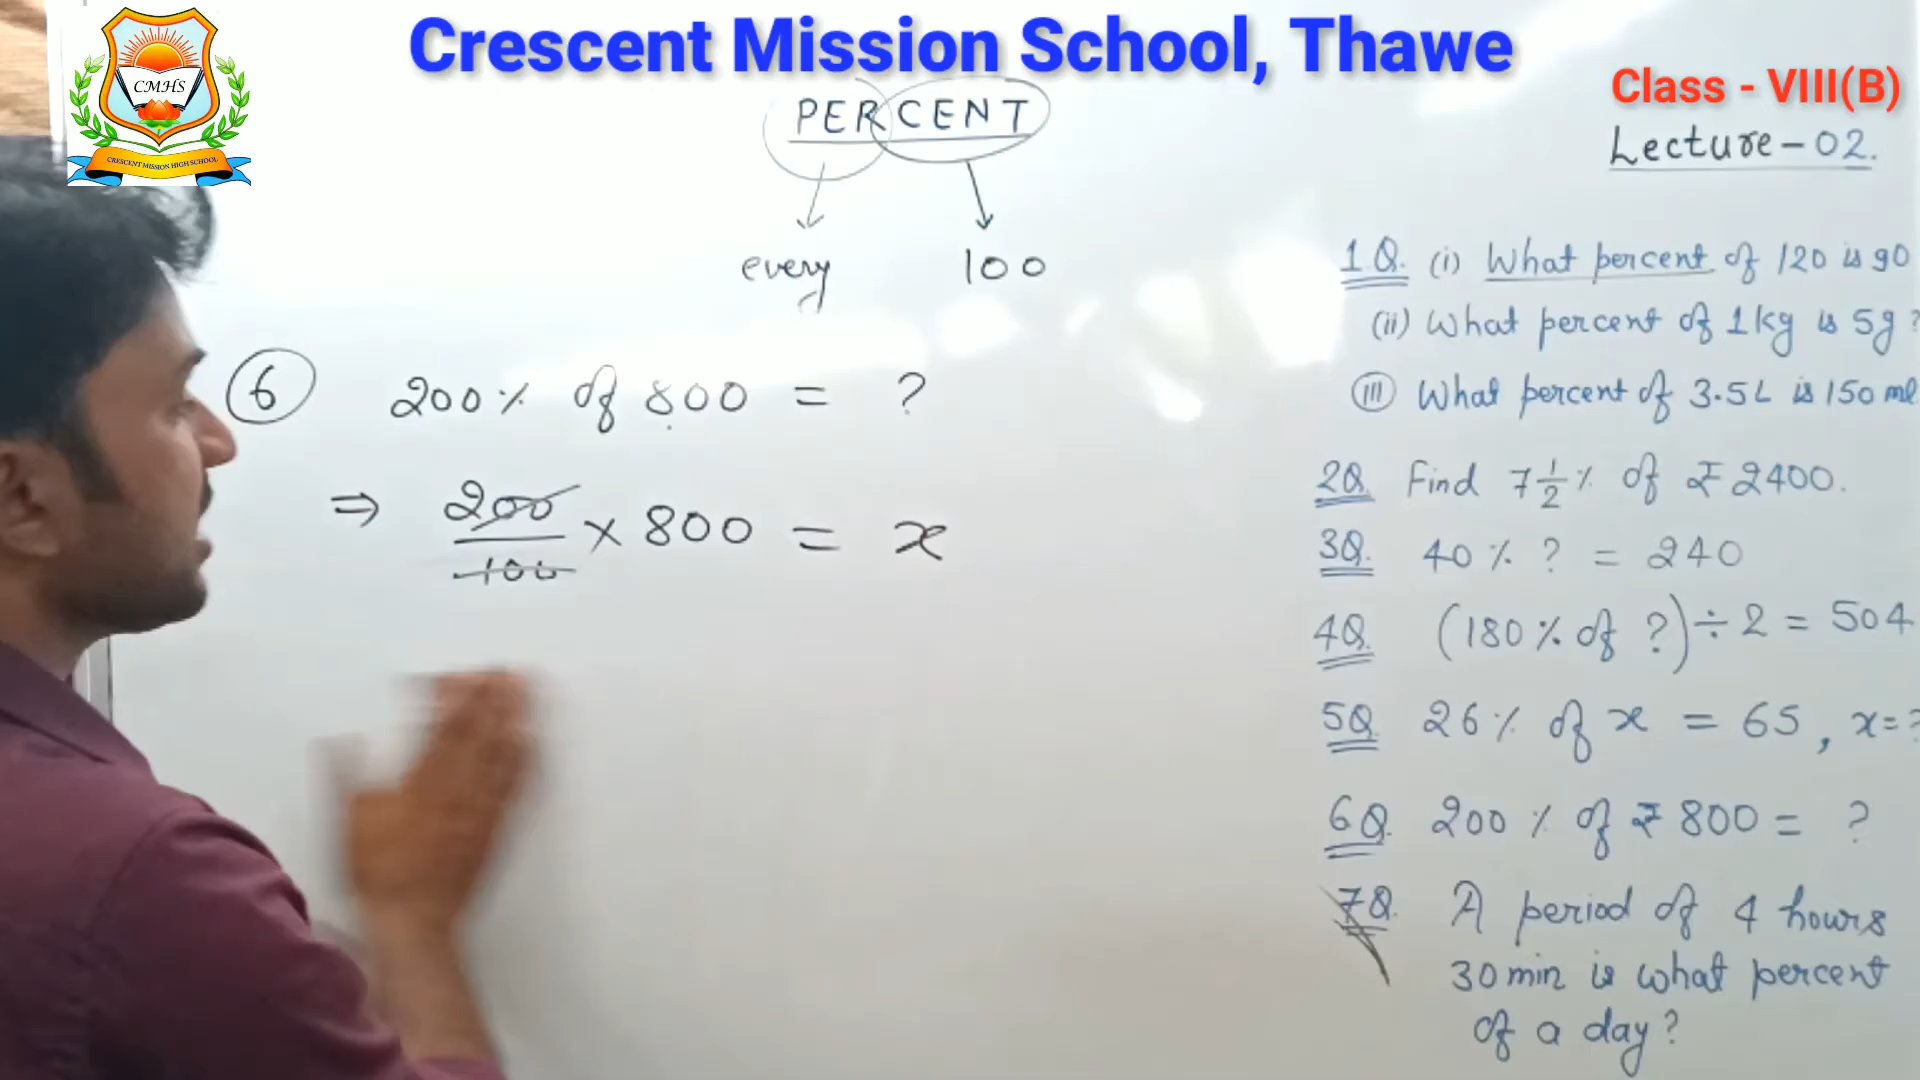 Crescent Mission School, Thawe
CMHS
CRESCENT MISSION HIGH SCHOOL
Class - VIII(B)
Lecture-02.
PERCENT
every 100
6 200% of 800 = ?
⇒ 200/100 × 800 = x
1Q. (i) What percent of 120 is 90
(ii) What percent of 1kg is 5g?
(iii) What percent of 3.5L is 150 ml
2Q. Find 7 1/2 % of ₹ 2400.
3Q. 40 % ? = 240
4Q. (180 % of ?) ÷ 2 = 504
5Q. 26% of x = 65, x=?
6Q. 200 % of ₹ 800 = ?
7Q. A period of 4 hours
30 min is what percent
of a day?